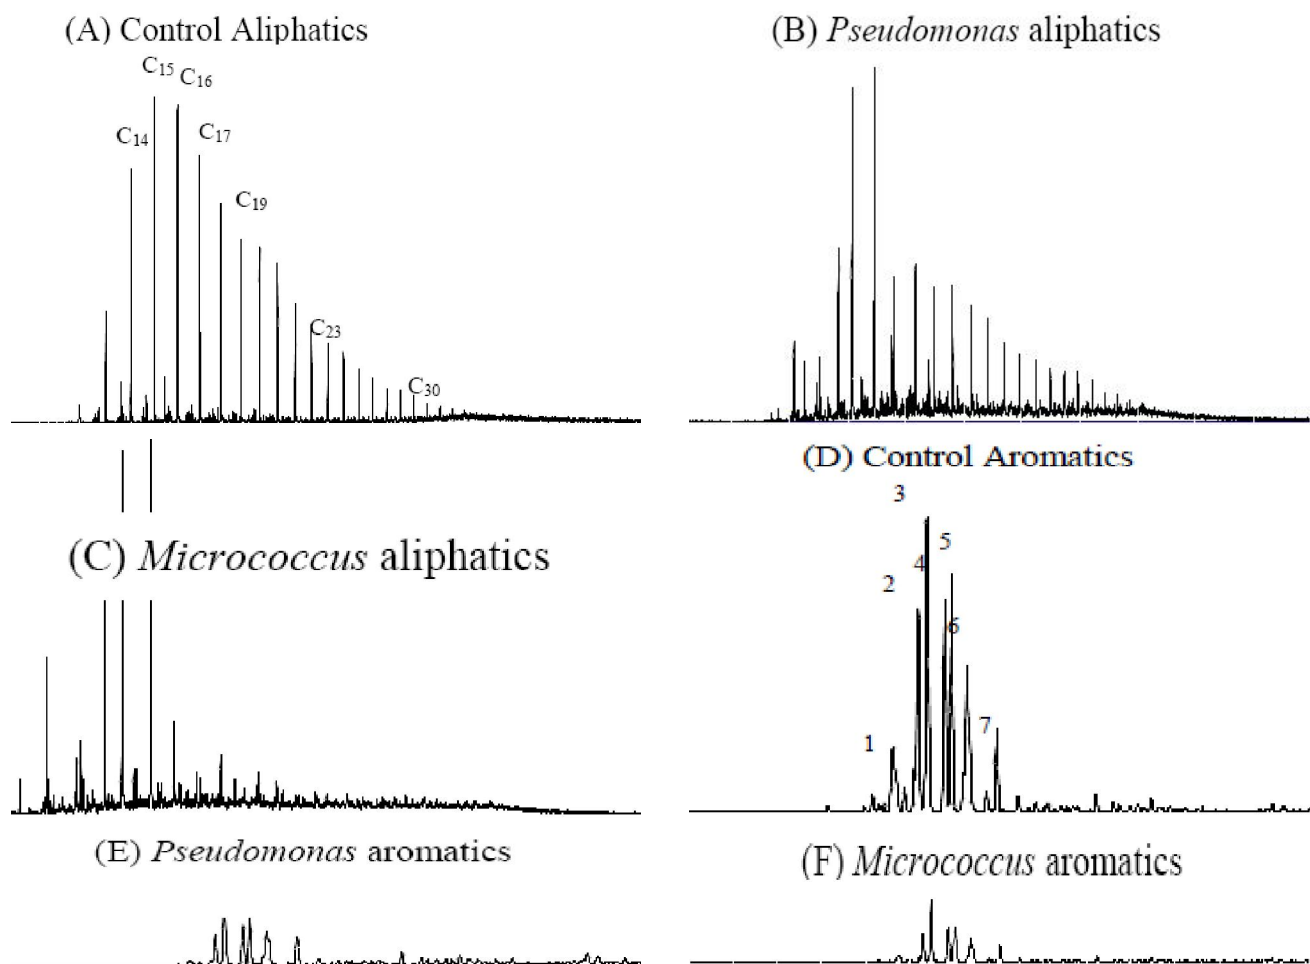 (A) Control Aliphatics
C15
C16
C14
C17
C19
C23
C30
(B) Pseudomonas aliphatics
(C) Micrococcus aliphatics
(D) Control Aromatics
3
5
4
2
6
7
1
(E) Pseudomonas aromatics
(F) Micrococcus aromatics